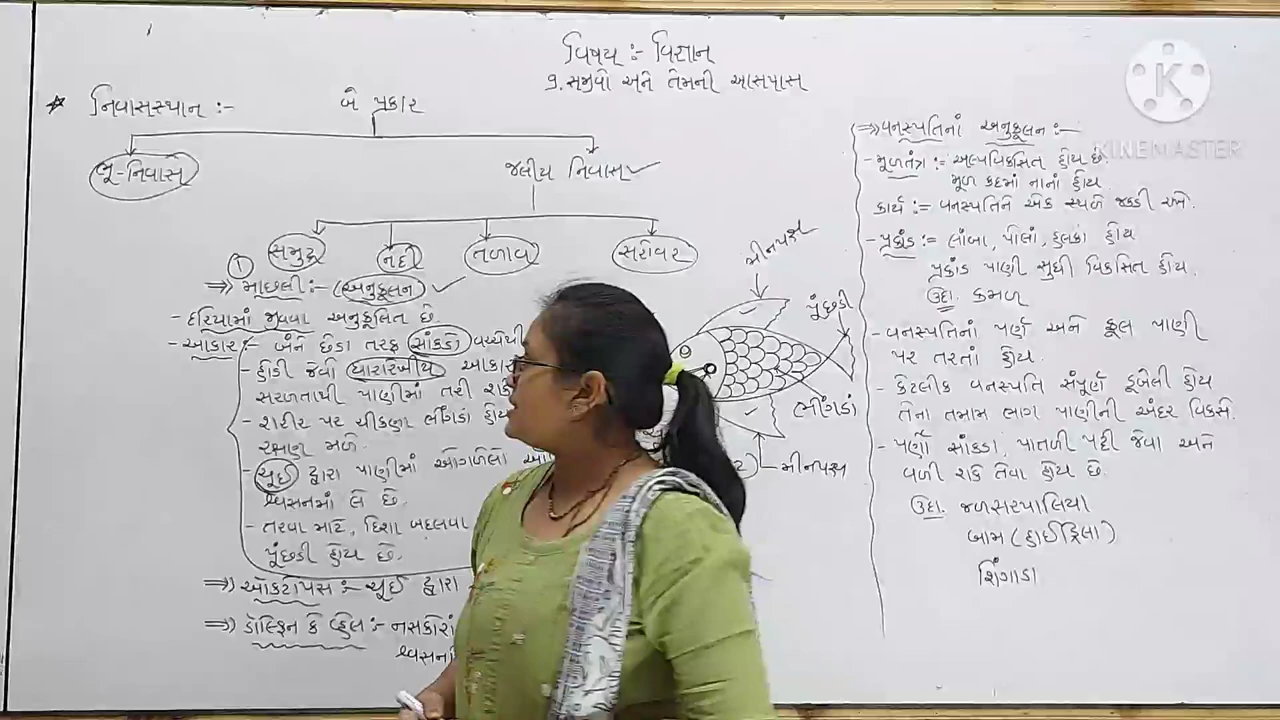 વિષય :- વિજ્ઞાન
૭. સજીવો અને તેમની આસપાસ
* નિવાસસ્થાન :-
બે પ્રકાર
ભૂ-નિવાસ
જલીય નિવાસ
સમુદ્ર
નદી
તળાવ
સરોવર
①
⇒ માછલી :- (અનુકૂલન)
- દરિયામાં જીવવા અનુકૂલિત છે.
- આકાર :- બંને છેડા તરફ સાંકડો વચ્ચેથી
- હોડી જેવો ધારારેખીય આકાર
સરળતાથી પાણીમાં તરી શકે
- શરીર પર ચીકણા ભીંગડાં હોય
રક્ષણ મળે.
- ચૂઈ દ્વારા પાણીમાં ઓગળેલો
શ્વસનમાં લે છે.
- તરવા માટે, દિશા બદલવા
પૂંછડી હોય છે.
⇒ ઓક્ટોપસ :- ચૂઈ દ્વારા
⇒ ડોલ્ફિન કે વ્હેલ :- નસકોરાં
મીનપક્ષ
પૂંછડી
ભીંગડાં
મીનપક્ષ
⇒ વનસ્પતિનાં અનુકૂલન :-
- મૂળતંત્ર := અલ્પવિકસિત હોય છે.
મૂળ કદમાં નાનાં હોય
કાર્ય := વનસ્પતિને એક સ્થળે જકડી રાખે.
- પ્રકાંડ := લાંબા, પોલાં, હલકાં હોય
પ્રકાંડ પાણી સુધી વિકસિત હોય.
ઉદા. કમળ
- વનસ્પતિનાં પર્ણ અને ફૂલ પાણી
પર તરતાં હોય.
- કેટલીક વનસ્પતિ સંપૂર્ણ ડૂબેલી હોય
તેના તમામ ભાગ પાણીની અંદર વિકસે.
- પર્ણો સાંકડા, પાતળી પટ્ટી જેવા અને
વળી શકે તેવા હોય છે.
ઉદા. જળસરપોલિયા
બામ (હાઈડ્રિલા)
શિંગોડા
KINEMASTER